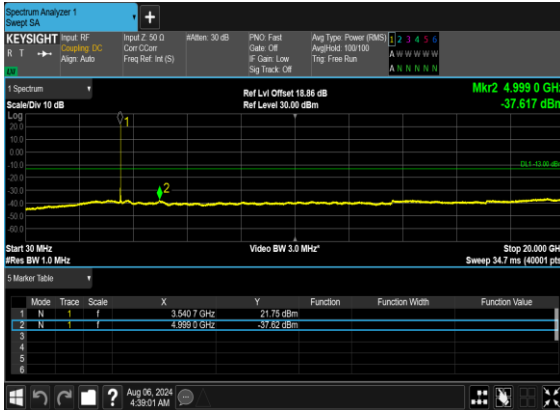 Spectrum Analyzer 1
Swept SA
KEYSIGHT Input: RF Input Z: 50 Ω #Atten: 30 dB PNO: Fast Avg Type: Power (RMS) 1 2 3 4 5 6
R T Coupling: DC Corr CCorr Gate: Off Avg|Hold: 100/100 A W W W W W
Align: Auto Freq Ref: Int (S) IF Gain: Low Trig: Free Run
Sig Track: Off A N N N N N
1 Spectrum
Scale/Div 10 dB Ref Lvl Offset 18.86 dB Mkr2 4.999 0 GHz
Ref Level 30.00 dBm -37.617 dBm
Log
20.0
10.0
0.00
-10.0
DL1 -13.00 dBm
-20.0
-30.0
-40.0
-50.0
-60.0
1
2
Start 30 MHz Video BW 3.0 MHz* Stop 20.000 GH
#Res BW 1.0 MHz Sweep 34.7 ms (40001 pts
5 Marker Table
Mode Trace Scale X Y Function Function Width Function Value
1 N 1 f 3.540 7 GHz 21.75 dBm
2 N 1 f 4.999 0 GHz -37.62 dBm
3
4
5
6
? Aug 06, 2024
4:39:01 AM